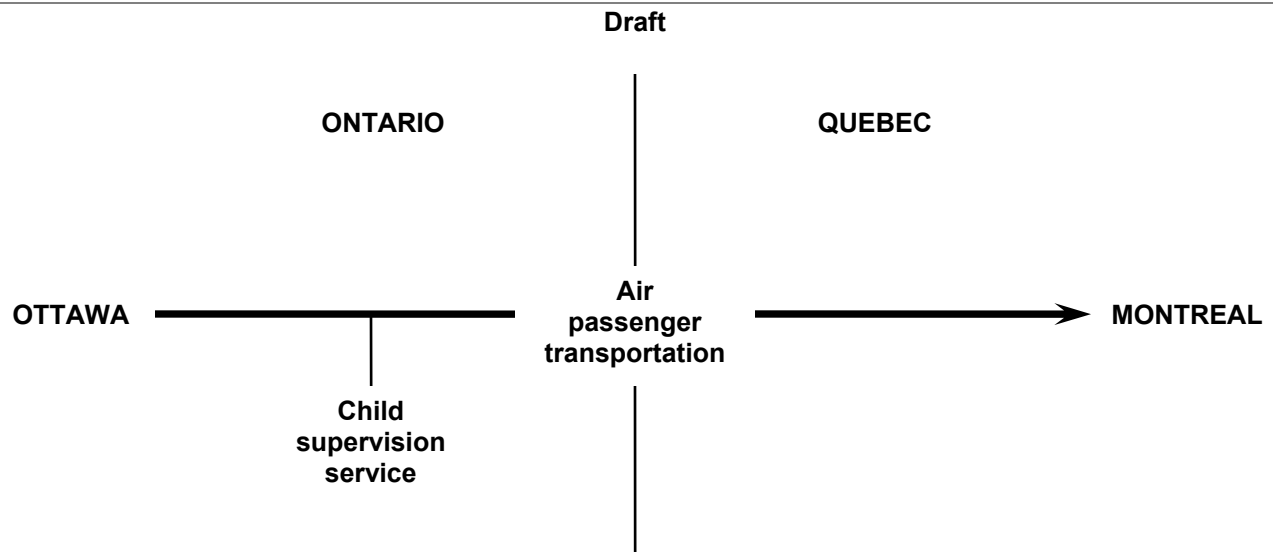 Draft
ONTARIO
QUEBEC
OTTAWA
Air
passenger
transportation
MONTREAL
Child
supervision
service